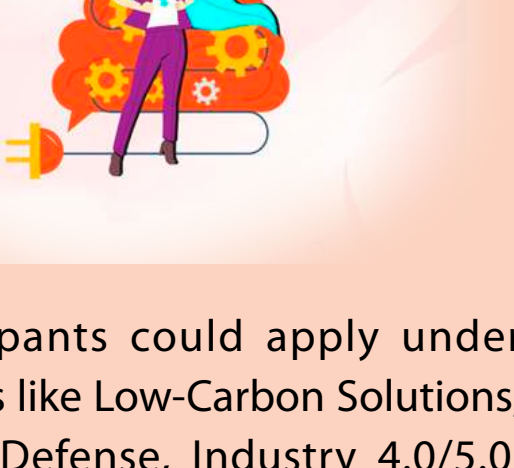 pants could apply under
s like Low-Carbon Solutions,
Defense, Industry 4.0/5.0